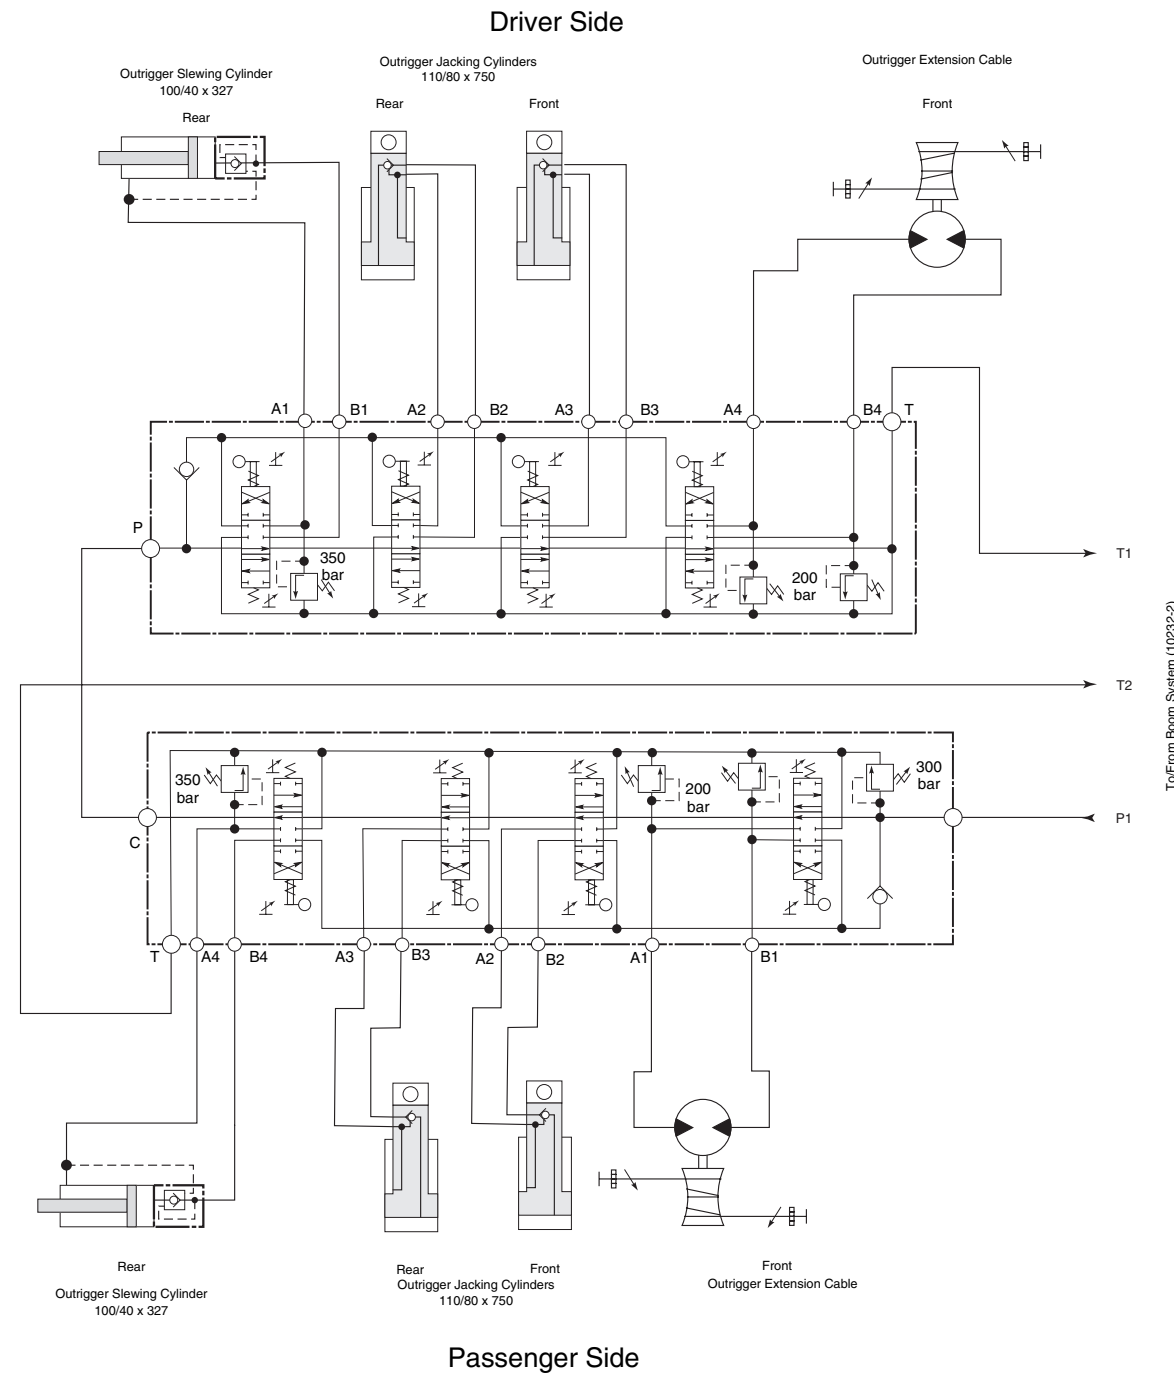 Driver Side
Outrigger Slewing Cylinder
100/40 x 327
Rear
Outrigger Jacking Cylinders
110/80 x 750
Rear
Front
Outrigger Extension Cable
Front
A1
B1
A2
B2
A3
B3
A4
B4
T
P
350
bar
200
bar
T1
T2
To/From Boom System (10232-2)
350
bar
200
bar
300
bar
C
P1
T
A4
B4
A3
B3
A2
B2
A1
B1
Rear
Outrigger Slewing Cylinder
100/40 x 327
Rear
Front
Outrigger Jacking Cylinders
110/80 x 750
Front
Outrigger Extension Cable
Passenger Side